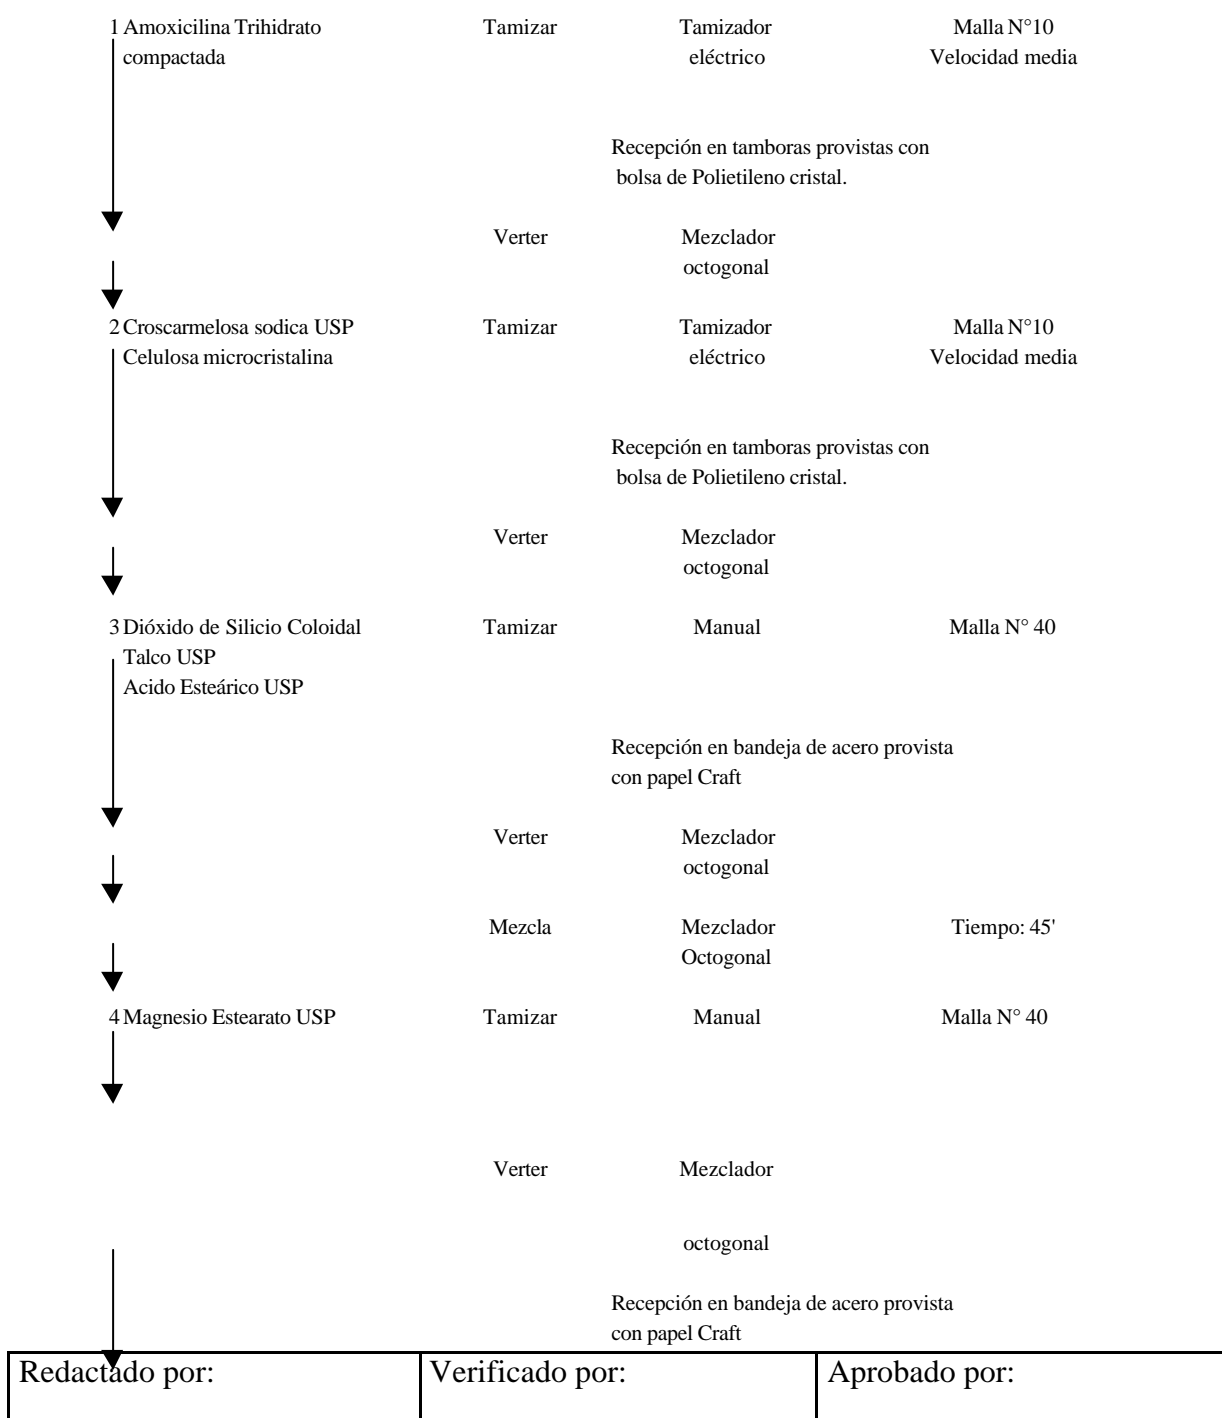 1 Amoxicilina Trihidrato Tamizar Tamizador Malla N°10
compactada eléctrico Velocidad media
Recepción en tamboras provistas con
bolsa de Polietileno cristal.
Verter Mezclador
octogonal
2 Croscarmelosa sodica USP Tamizar Tamizador Malla N°10
Celulosa microcristalina eléctrico Velocidad media
Recepción en tamboras provistas con
bolsa de Polietileno cristal.
Verter Mezclador
octogonal
3 Dióxido de Silicio Coloidal Tamizar Manual Malla N° 40
Talco USP
Acido Esteárico USP
Recepción en bandeja de acero provista
con papel Craft
Verter Mezclador
octogonal
Mezcla Mezclador Tiempo: 45'
Octogonal
4 Magnesio Estearato USP Tamizar Manual Malla N° 40
Verter Mezclador
octogonal
Recepción en bandeja de acero provista
con papel Craft
Redactado por: Verificado por: Aprobado por: